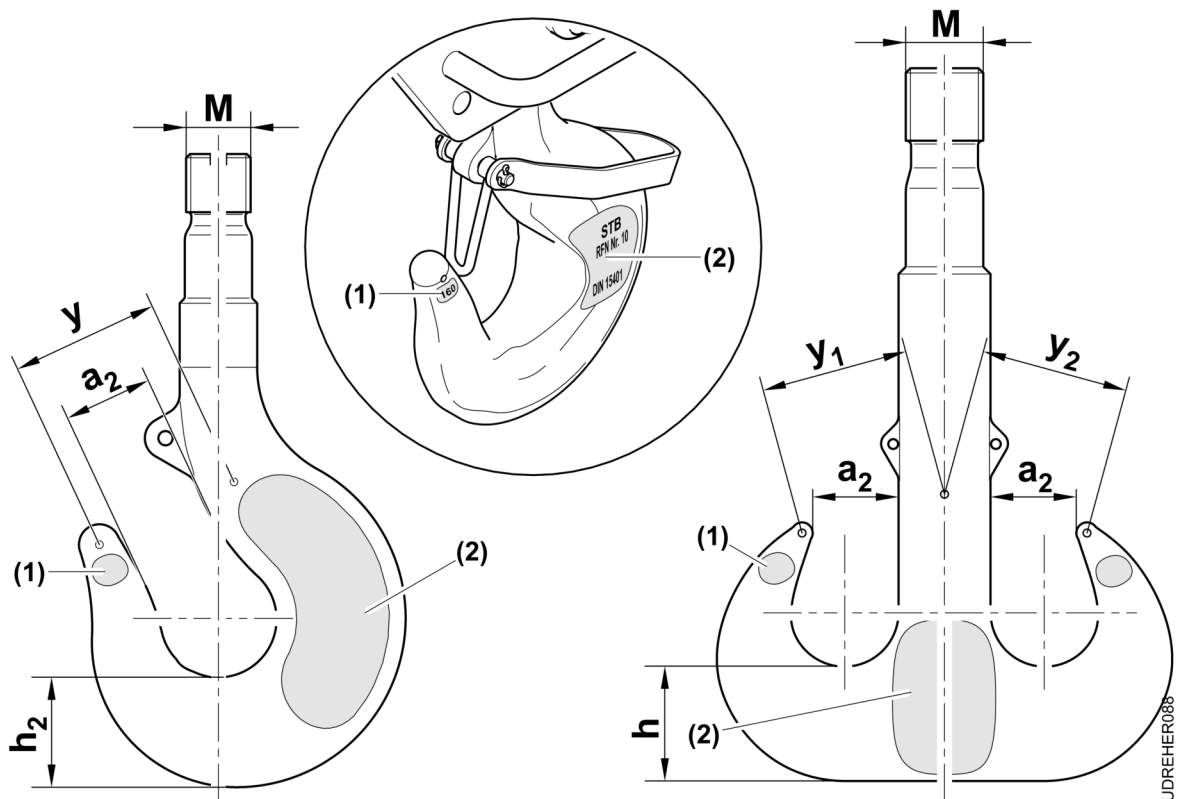 M
y
a2
(1)
(2)
h2
STB
RFN Nr. 10
DIN 15401
(2)
(1)
160
M
y1
y2
a2
a2
(1)
(2)
h
UDREHER088